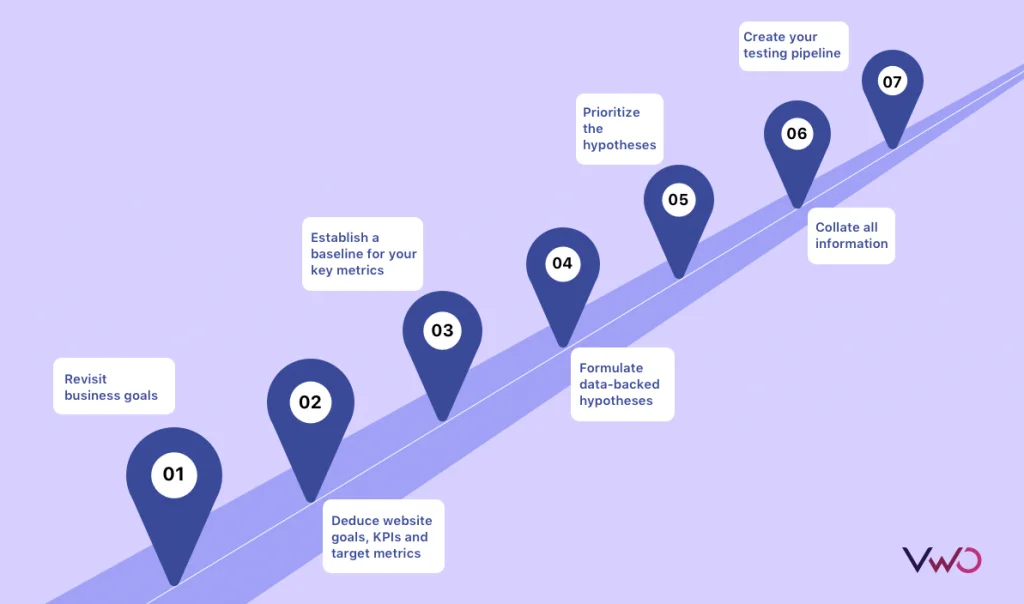 01
Revisit
business goals
02
Deduce website
goals, KPIs and
target metrics
03
Establish a
baseline for your
key metrics
04
Formulate
data-backed
hypotheses
05
Prioritize
the
hypotheses
06
Collate all
information
07
Create your
testing pipeline
VWO